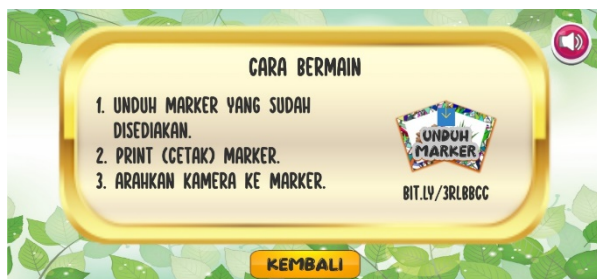 CARA BERMAIN
1. UNDUH MARKER YANG SUDAH
DISEDIAKAN.
2. PRINT (CETAK) MARKER.
3. ARAHKAN KAMERA KE MARKER.
UNDUH
MARKER
BIT.LY/3RLBBCC
KEMBALI